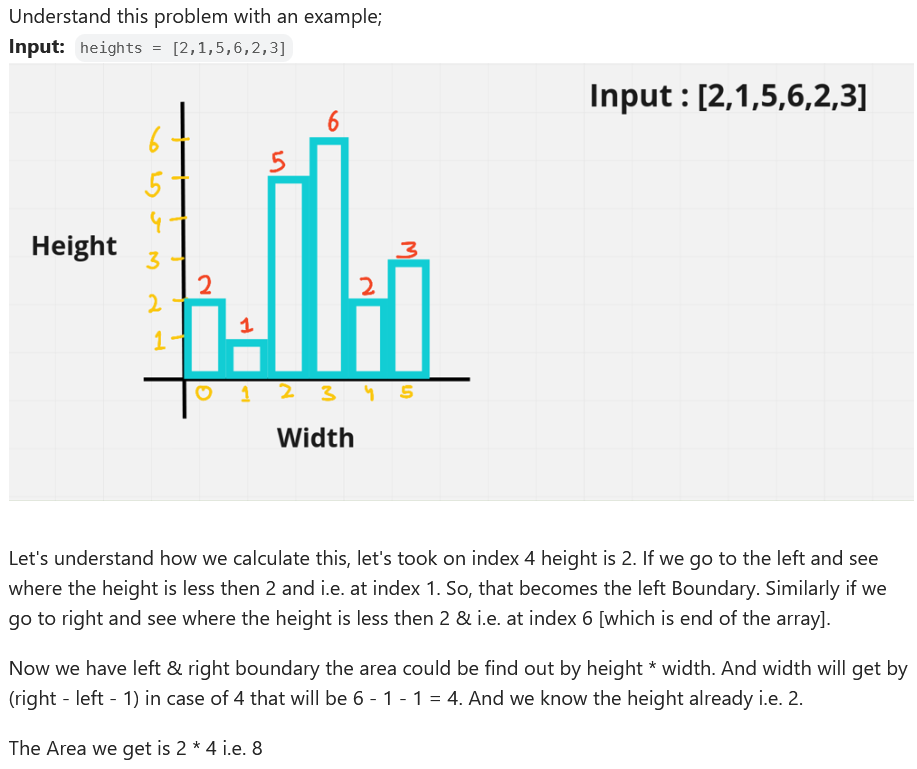 Understand this problem with an example;
Input: heights = [2,1,5,6,2,3]
Input : [2,1,5,6,2,3]
6
6
5
5
4
Height
3
3
2
2
2
1
1
0 1 2 3 4 5
Width
Let's understand how we calculate this, let's took on index 4 height is 2. If we go to the left and see
where the height is less then 2 and i.e. at index 1. So, that becomes the left Boundary. Similarly if we
go to right and see where the height is less then 2 & i.e. at index 6 [which is end of the array].
Now we have left & right boundary the area could be find out by height * width. And width will get by
(right - left - 1) in case of 4 that will be 6 - 1 - 1 = 4. And we know the height already i.e. 2.
The Area we get is 2 * 4 i.e. 8